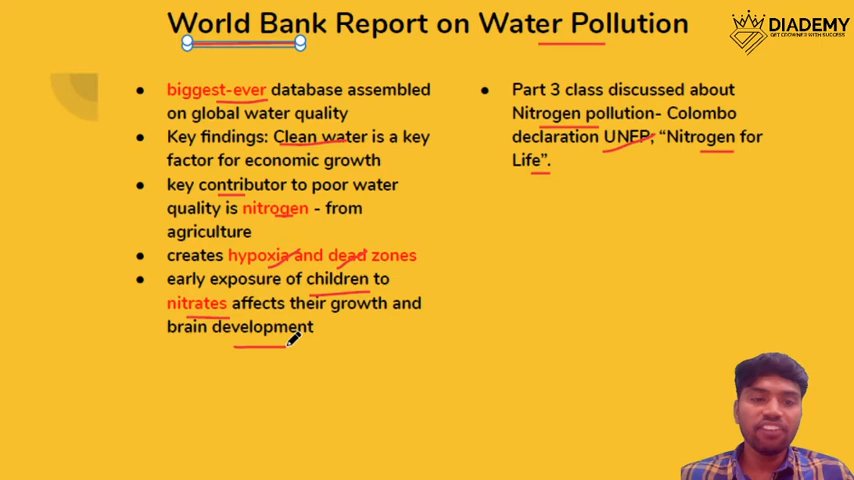 World Bank Report on Water Pollution
DIADEMY
GET CROWNED WITH SUCCESS
● biggest-ever database assembled
on global water quality
● Key findings: Clean water is a key
factor for economic growth
● key contributor to poor water
quality is nitrogen - from
agriculture
● creates hypoxia and dead zones
● early exposure of children to
nitrates affects their growth and
brain development
● Part 3 class discussed about
Nitrogen pollution- Colombo
declaration UNEP, “Nitrogen for
Life”.